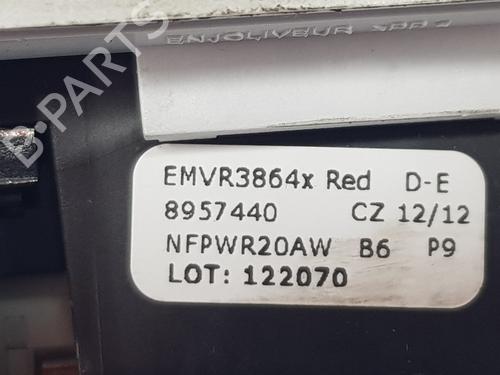 ENJOLIVEUR
B-PARTS
EMVR3864x Red D-E
8957440 CZ 12/12
NFPWR20AW B6 P9
LOT: 122070